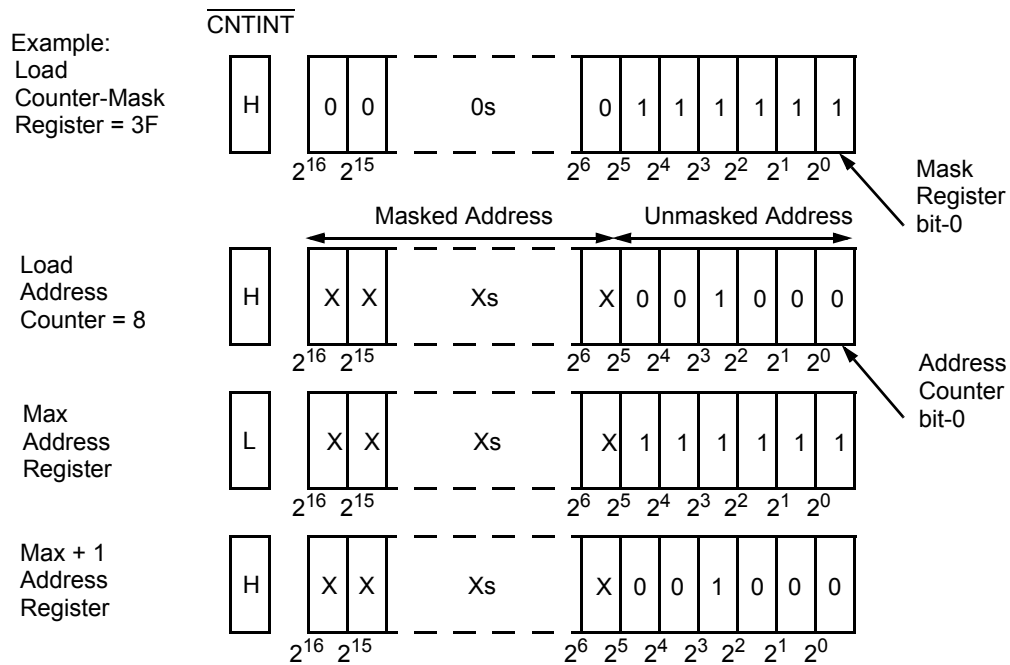 CNTINT
Example:
Load
Counter-Mask
Register = 3F
H 0 0 0s 0 1 1 1 1 1 1
2^16 2^15 2^6 2^5 2^4 2^3 2^2 2^1 2^0
Mask
Register
bit-0
Masked Address Unmasked Address
Load
Address
Counter = 8
H X X Xs X 0 0 1 0 0 0
2^16 2^15 2^6 2^5 2^4 2^3 2^2 2^1 2^0
Address
Counter
bit-0
Max
Address
Register
L X X Xs X 1 1 1 1 1 1
2^16 2^15 2^6 2^5 2^4 2^3 2^2 2^1 2^0
Max + 1
Address
Register
H X X Xs X 0 0 1 0 0 0
2^16 2^15 2^6 2^5 2^4 2^3 2^2 2^1 2^0